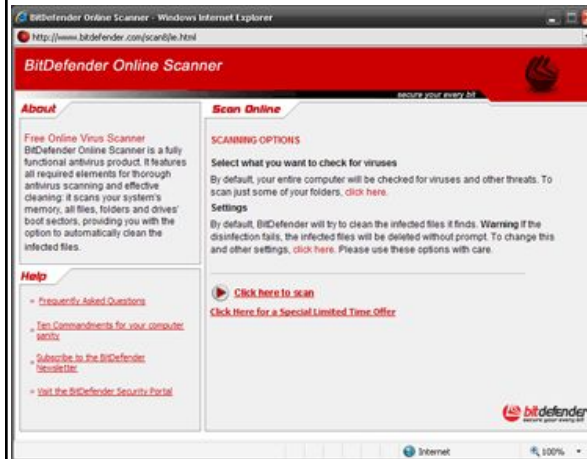 BitDefender Online Scanner - Windows Internet Explorer
http://www.bitdefender.com/scan8/ie.html
BitDefender Online Scanner
secure your every bit
About
Free Online Virus Scanner
BitDefender Online Scanner is a fully
functional antivirus product. It features
all required elements for thorough
antivirus scanning and effective
cleaning: it scans your system's
memory, all files, folders and drives'
boot sectors, providing you with the
option to automatically clean the
infected files.
Help
Frequently Asked Questions
Ten Commandments for your computer
sanity
Subscribe to the BitDefender
Newsletter
Visit the BitDefender Security Portal
Scan Online
SCANNING OPTIONS
Select what you want to check for viruses
By default, your entire computer will be checked for viruses and other threats. To
scan just some of your folders, click here.
Settings
By default, BitDefender will try to clean the infected files it finds. Warning If the
disinfection fails, the infected files will be deleted without prompt. To change this
and other settings, click here. Please use these options with care.
Click here to scan
Click Here for a Special Limited Time Offer
bitdefender
secure your every bit
Internet
100%